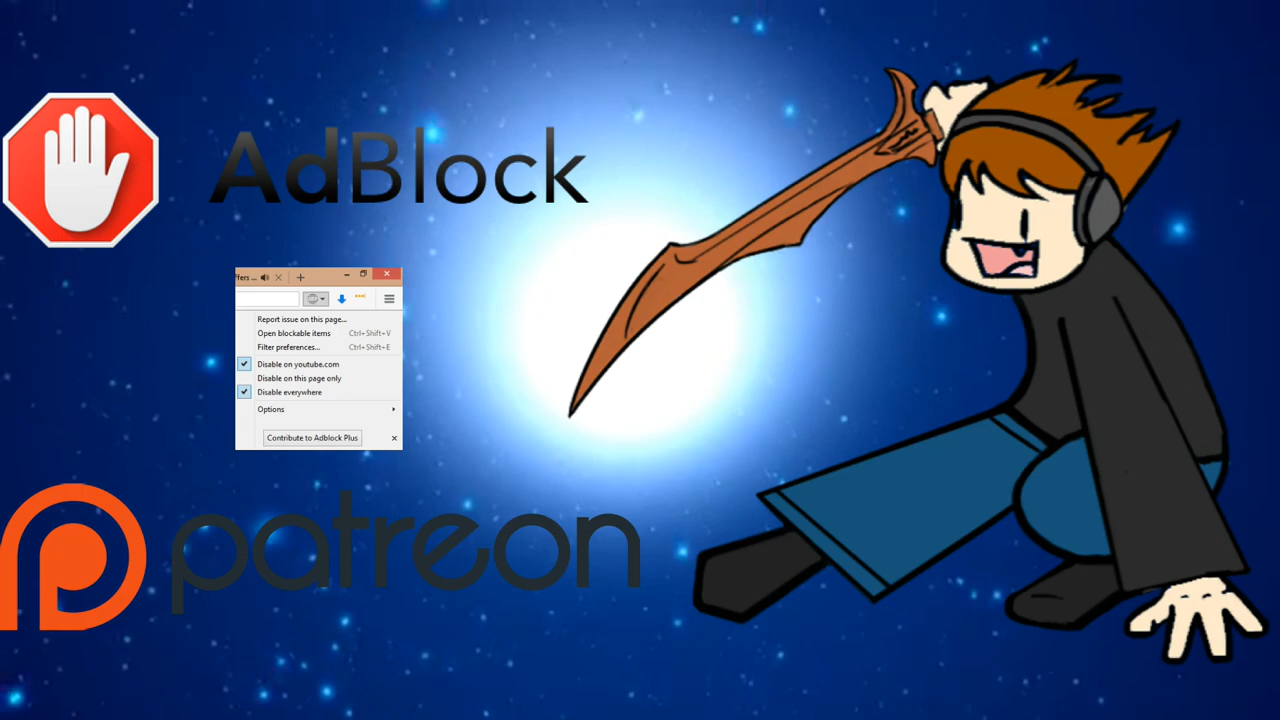 AdBlock
ffers ...
Report issue on this page...
Open blockable items Ctrl+Shift+V
Filter preferences... Ctrl+Shift+E
Disable on youtube.com
Disable on this page only
Disable everywhere
Options
Contribute to Adblock Plus
patreon